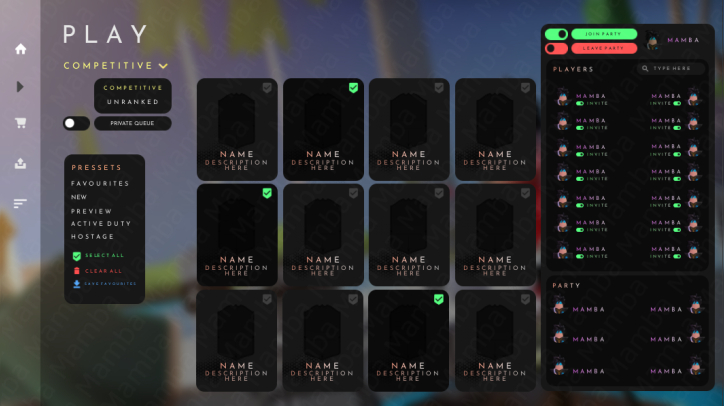 PLAY
COMPETITIVE
COMPETITIVE
UNRANKED
PRIVATE QUEUE
PRESSETS
FAVOURITES
NEW
PREVIEW
ACTIVE DUTY
HOSTAGE
SELECT ALL
CLEAR ALL
SAVE FAVOURITES
NAME
DESCRIPTION
HERE
NAME
DESCRIPTION
HERE
NAME
DESCRIPTION
HERE
NAME
DESCRIPTION
HERE
NAME
DESCRIPTION
HERE
NAME
DESCRIPTION
HERE
NAME
DESCRIPTION
HERE
NAME
DESCRIPTION
HERE
NAME
DESCRIPTION
HERE
NAME
DESCRIPTION
HERE
NAME
DESCRIPTION
HERE
NAME
DESCRIPTION
HERE
JOIN PARTY
LEAVE PARTY
MAMBA
PLAYERS
TYPE HERE
MAMBA MAMBA
INVITE INVITE
MAMBA MAMBA
INVITE INVITE
MAMBA MAMBA
INVITE INVITE
MAMBA MAMBA
INVITE INVITE
MAMBA MAMBA
INVITE INVITE
MAMBA MAMBA
INVITE INVITE
MAMBA MAMBA
INVITE INVITE
PARTY
MAMBA MAMBA
MAMBA MAMBA
MAMBA MAMBA